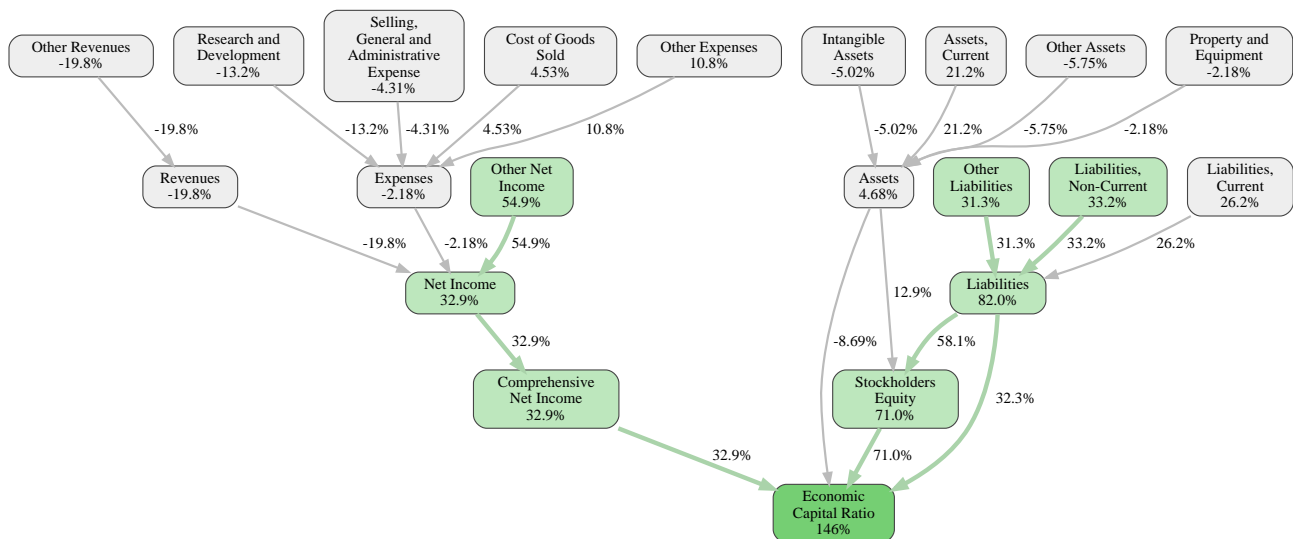 Other Revenues
-19.8%
Research and
Development
-13.2%
Selling,
General and
Administrative
Expense
-4.31%
Cost of Goods
Sold
4.53%
Other Expenses
10.8%
Intangible
Assets
-5.02%
Assets,
Current
21.2%
Other Assets
-5.75%
Property and
Equipment
-2.18%
-19.8%
-13.2%
-4.31%
4.53%
10.8%
-5.02%
21.2%
-5.75%
-2.18%
Revenues
-19.8%
Expenses
-2.18%
Other Net
Income
54.9%
Assets
4.68%
Other
Liabilities
31.3%
Liabilities,
Non-Current
33.2%
Liabilities,
Current
26.2%
-19.8%
-2.18%
54.9%
31.3%
33.2%
26.2%
Net Income
32.9%
12.9%
Liabilities
82.0%
32.9%
-8.69%
58.1%
Comprehensive
Net Income
32.9%
Stockholders
Equity
71.0%
32.3%
32.9%
71.0%
Economic
Capital Ratio
146%